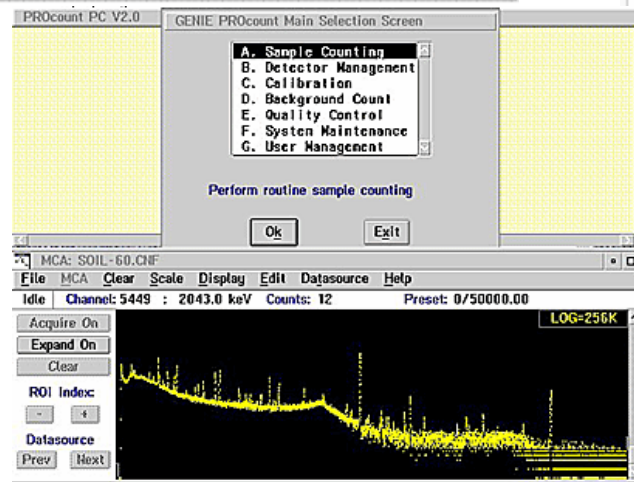 PROcount PC V2.0
GENIE PROcount Main Selection Screen
A. Sample Counting
B. Detector Management
C. Calibration
D. Background Count
E. Quality Control
F. System Maintenance
G. User Management
Perform routine sample counting
Ok Exit
MCA: SOIL-60.CNF
File MCA Clear Scale Display Edit Datasource Help
Idle Channel: 5449 : 2043.0 keV Counts: 12 Preset: 0/50000.00
Acquire On
LOG=256K
Expand On
Clear
ROI Index:
- +
Datasource
Prev Next